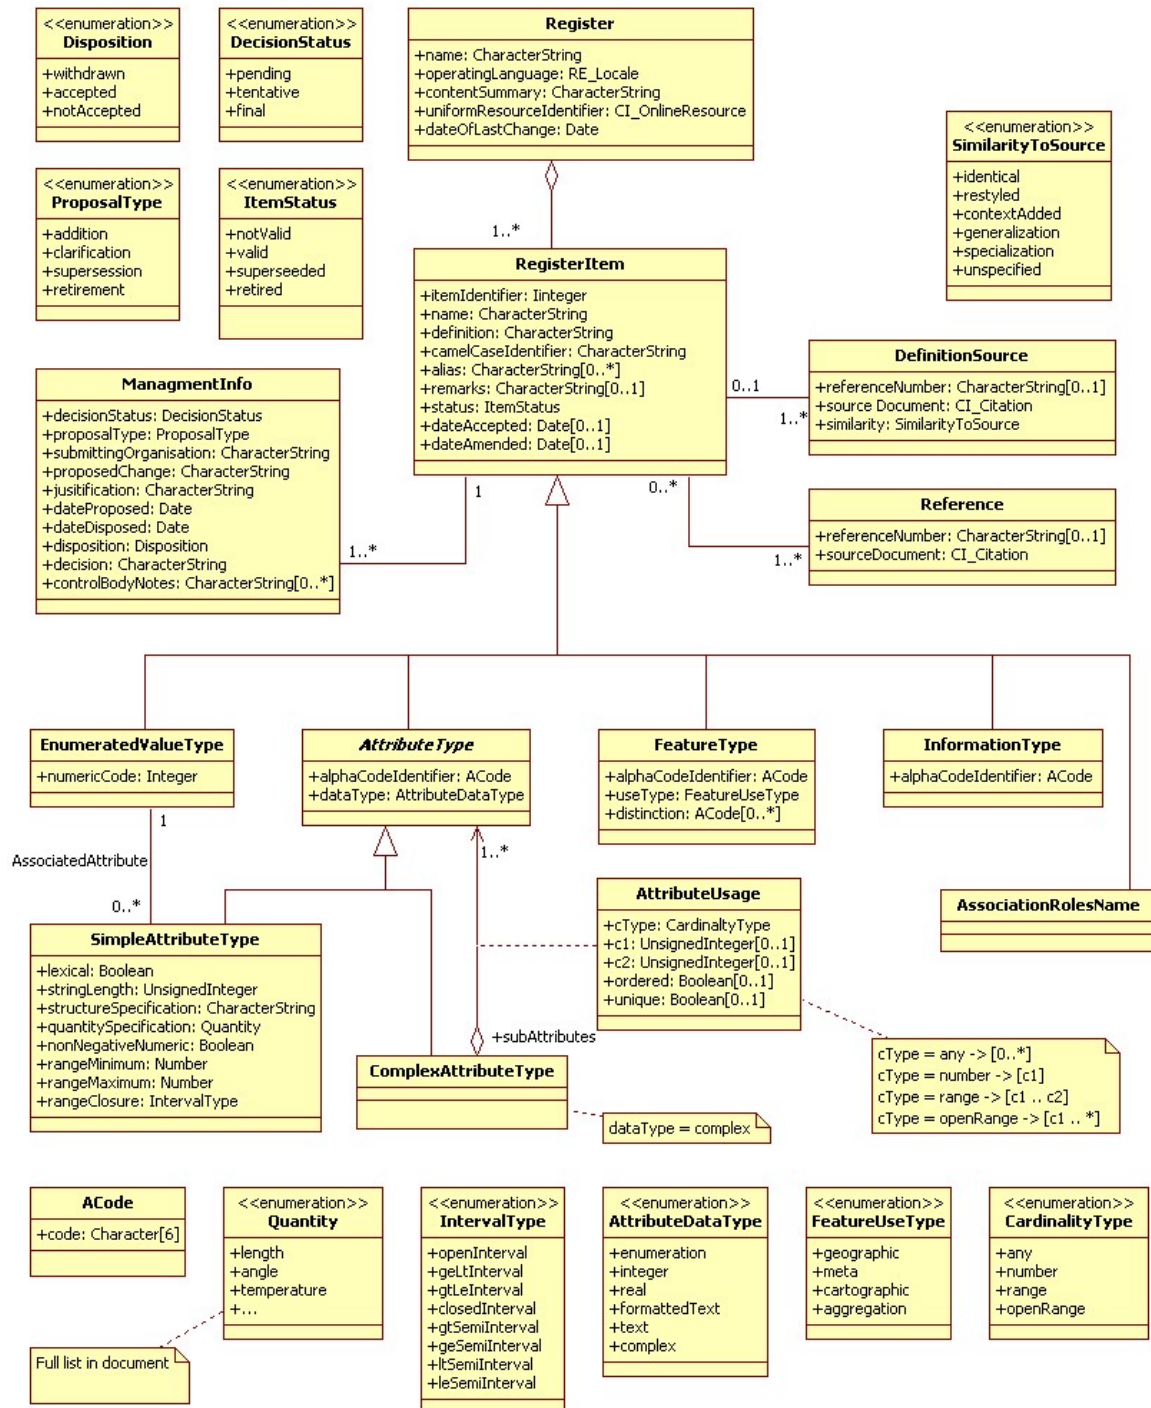 <<enumeration>>
Disposition
+withdrawn
+accepted
+notAccepted
<<enumeration>>
DecisionStatus
+pending
+tentative
+final
Register
+name: CharacterString
+operatingLanguage: RE_Locale
+contentSummary: CharacterString
+uniformResourceIdentifier: CI_OnlineResource
+dateOfLastChange: Date
<<enumeration>>
SimilarityToSource
+identical
+restyled
+contextAdded
+generalization
+specialization
+unspecified
<<enumeration>>
ProposalType
+addition
+clarification
+supersession
+retirement
<<enumeration>>
ItemStatus
+notValid
+valid
+superseeded
+retired
1..*
RegisterItem
+itemIdentifier: Iinteger
+name: CharacterString
+definition: CharacterString
+camelCaseIdentifier: CharacterString
+alias: CharacterString[0..*]
+remarks: CharacterString[0..1]
+status: ItemStatus
+dateAccepted: Date[0..1]
+dateAmended: Date[0..1]
0..1
1..*
DefinitionSource
+referenceNumber: CharacterString[0..1]
+source Document: CI_Citation
+similarity: SimilarityToSource
ManagmentInfo
+decisionStatus: DecisionStatus
+proposalType: ProposalType
+submittingOrganisation: CharacterString
+proposedChange: CharacterString
+jusitification: CharacterString
+dateProposed: Date
+dateDisposed: Date
+disposition: Disposition
+decision: CharacterString
+controlBodyNotes: CharacterString[0..*]
1
1..*
0..*
1..*
Reference
+referenceNumber: CharacterString[0..1]
+sourceDocument: CI_Citation
EnumeratedValueType
+numericCode: Integer
AttributeType
+alphaCodeIdentifier: ACode
+dataType: AttributeDataType
FeatureType
+alphaCodeIdentifier: ACode
+useType: FeatureUseType
+distinction: ACode[0..*]
InformationType
+alphaCodeIdentifier: ACode
1
AssociatedAttribute
0..*
1..*
AssociationRolesName
SimpleAttributeType
+lexical: Boolean
+stringLength: UnsignedInteger
+structureSpecification: CharacterString
+quantitySpecification: Quantity
+nonNegativeNumeric: Boolean
+rangeMinimum: Number
+rangeMaximum: Number
+rangeClosure: IntervalType
AttributeUsage
+cType: CardinaltyType
+c1: UnsignedInteger[0..1]
+c2: UnsignedInteger[0..1]
+ordered: Boolean[0..1]
+unique: Boolean[0..1]
+subAttributes
ComplexAttributeType
dataType = complex
cType = any -> [0..*]
cType = number -> [c1]
cType = range -> [c1 .. c2]
cType = openRange -> [c1 .. *]
ACode
+code: Character[6]
<<enumeration>>
Quantity
+length
+angle
+temperature
+...
Full list in document
<<enumeration>>
IntervalType
+openInterval
+geLtInterval
+gtLeInterval
+closedInterval
+gtSemiInterval
+geSemiInterval
+ltSemiInterval
+leSemiInterval
<<enumeration>>
AttributeDataType
+enumeration
+integer
+real
+formattedText
+text
+complex
<<enumeration>>
FeatureUseType
+geographic
+meta
+cartographic
+aggregation
<<enumeration>>
CardinalityType
+any
+number
+range
+openRange